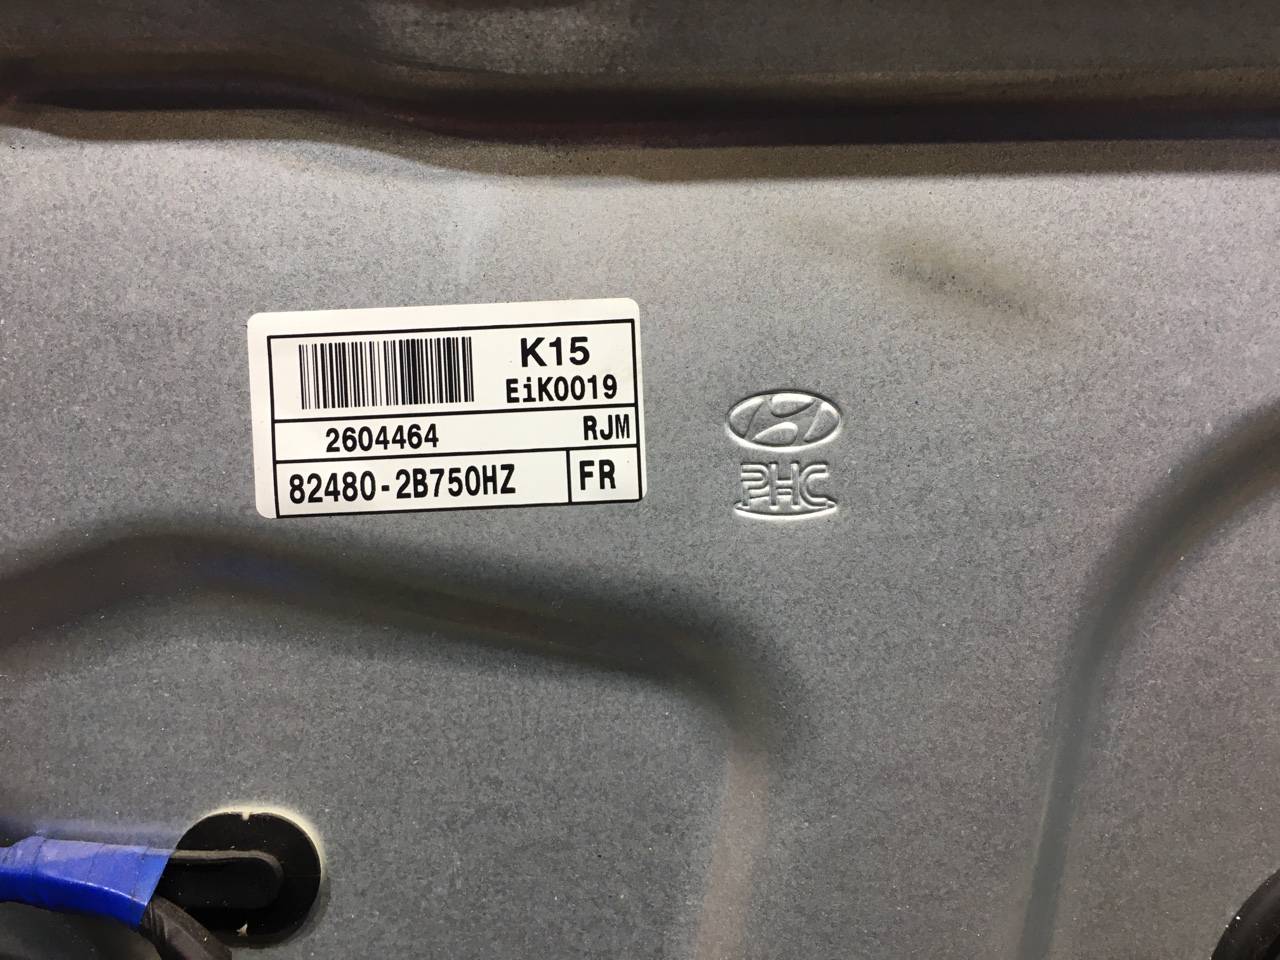 K15
EiK0019
2604464 RJM
82480-2B750HZ FR
PHC